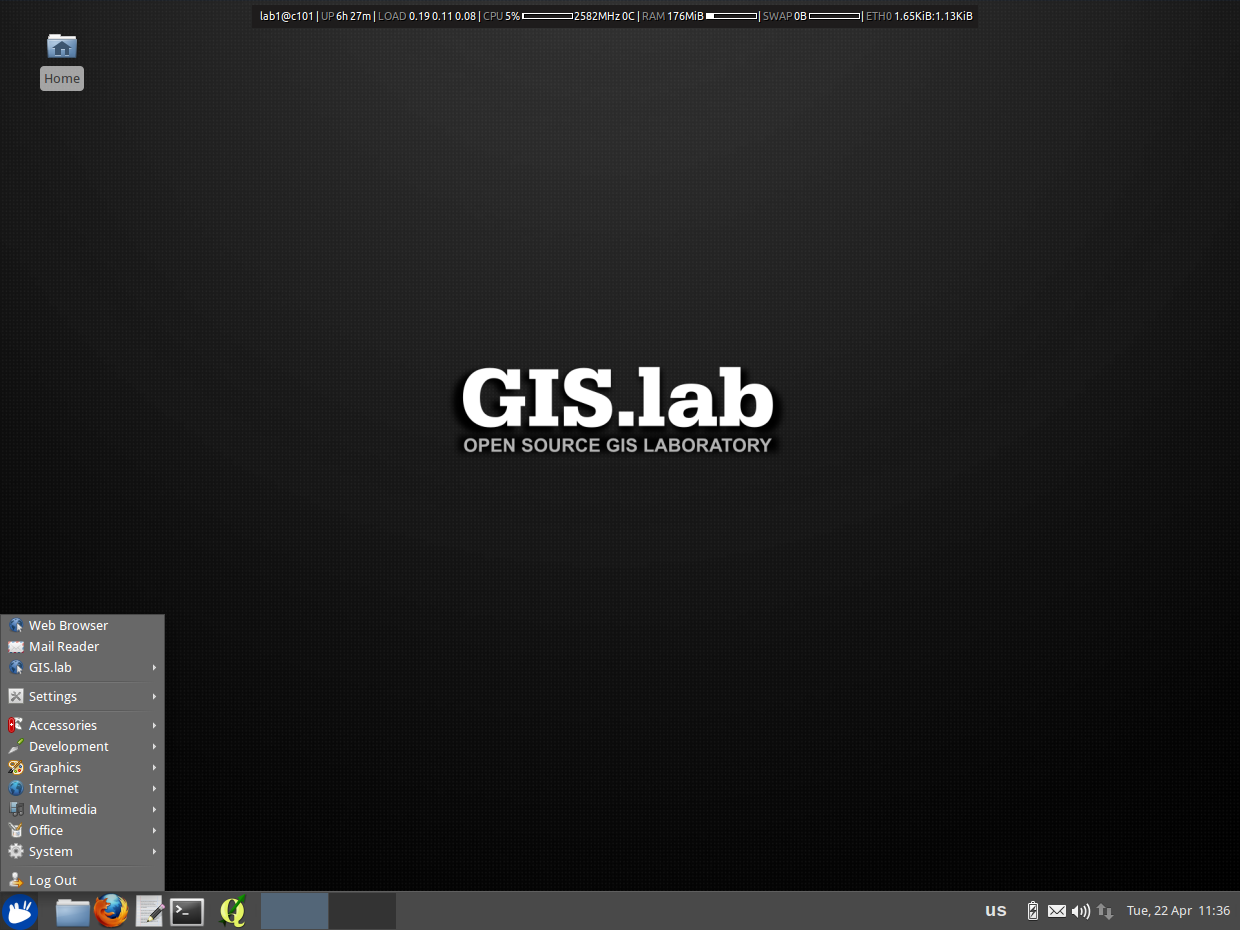 lab1@c101 | UP 6h 27m | LOAD 0.19 0.11 0.08 | CPU 5% 2582MHz 0C | RAM 176MiB | SWAP 0B | ETH0 1.65KiB:1.13KiB
Home
GIS.lab
OPEN SOURCE GIS LABORATORY
Web Browser
Mail Reader
GIS.lab
Settings
Accessories
Development
Graphics
Internet
Multimedia
Office
System
Log Out
us Tue, 22 Apr 11:36